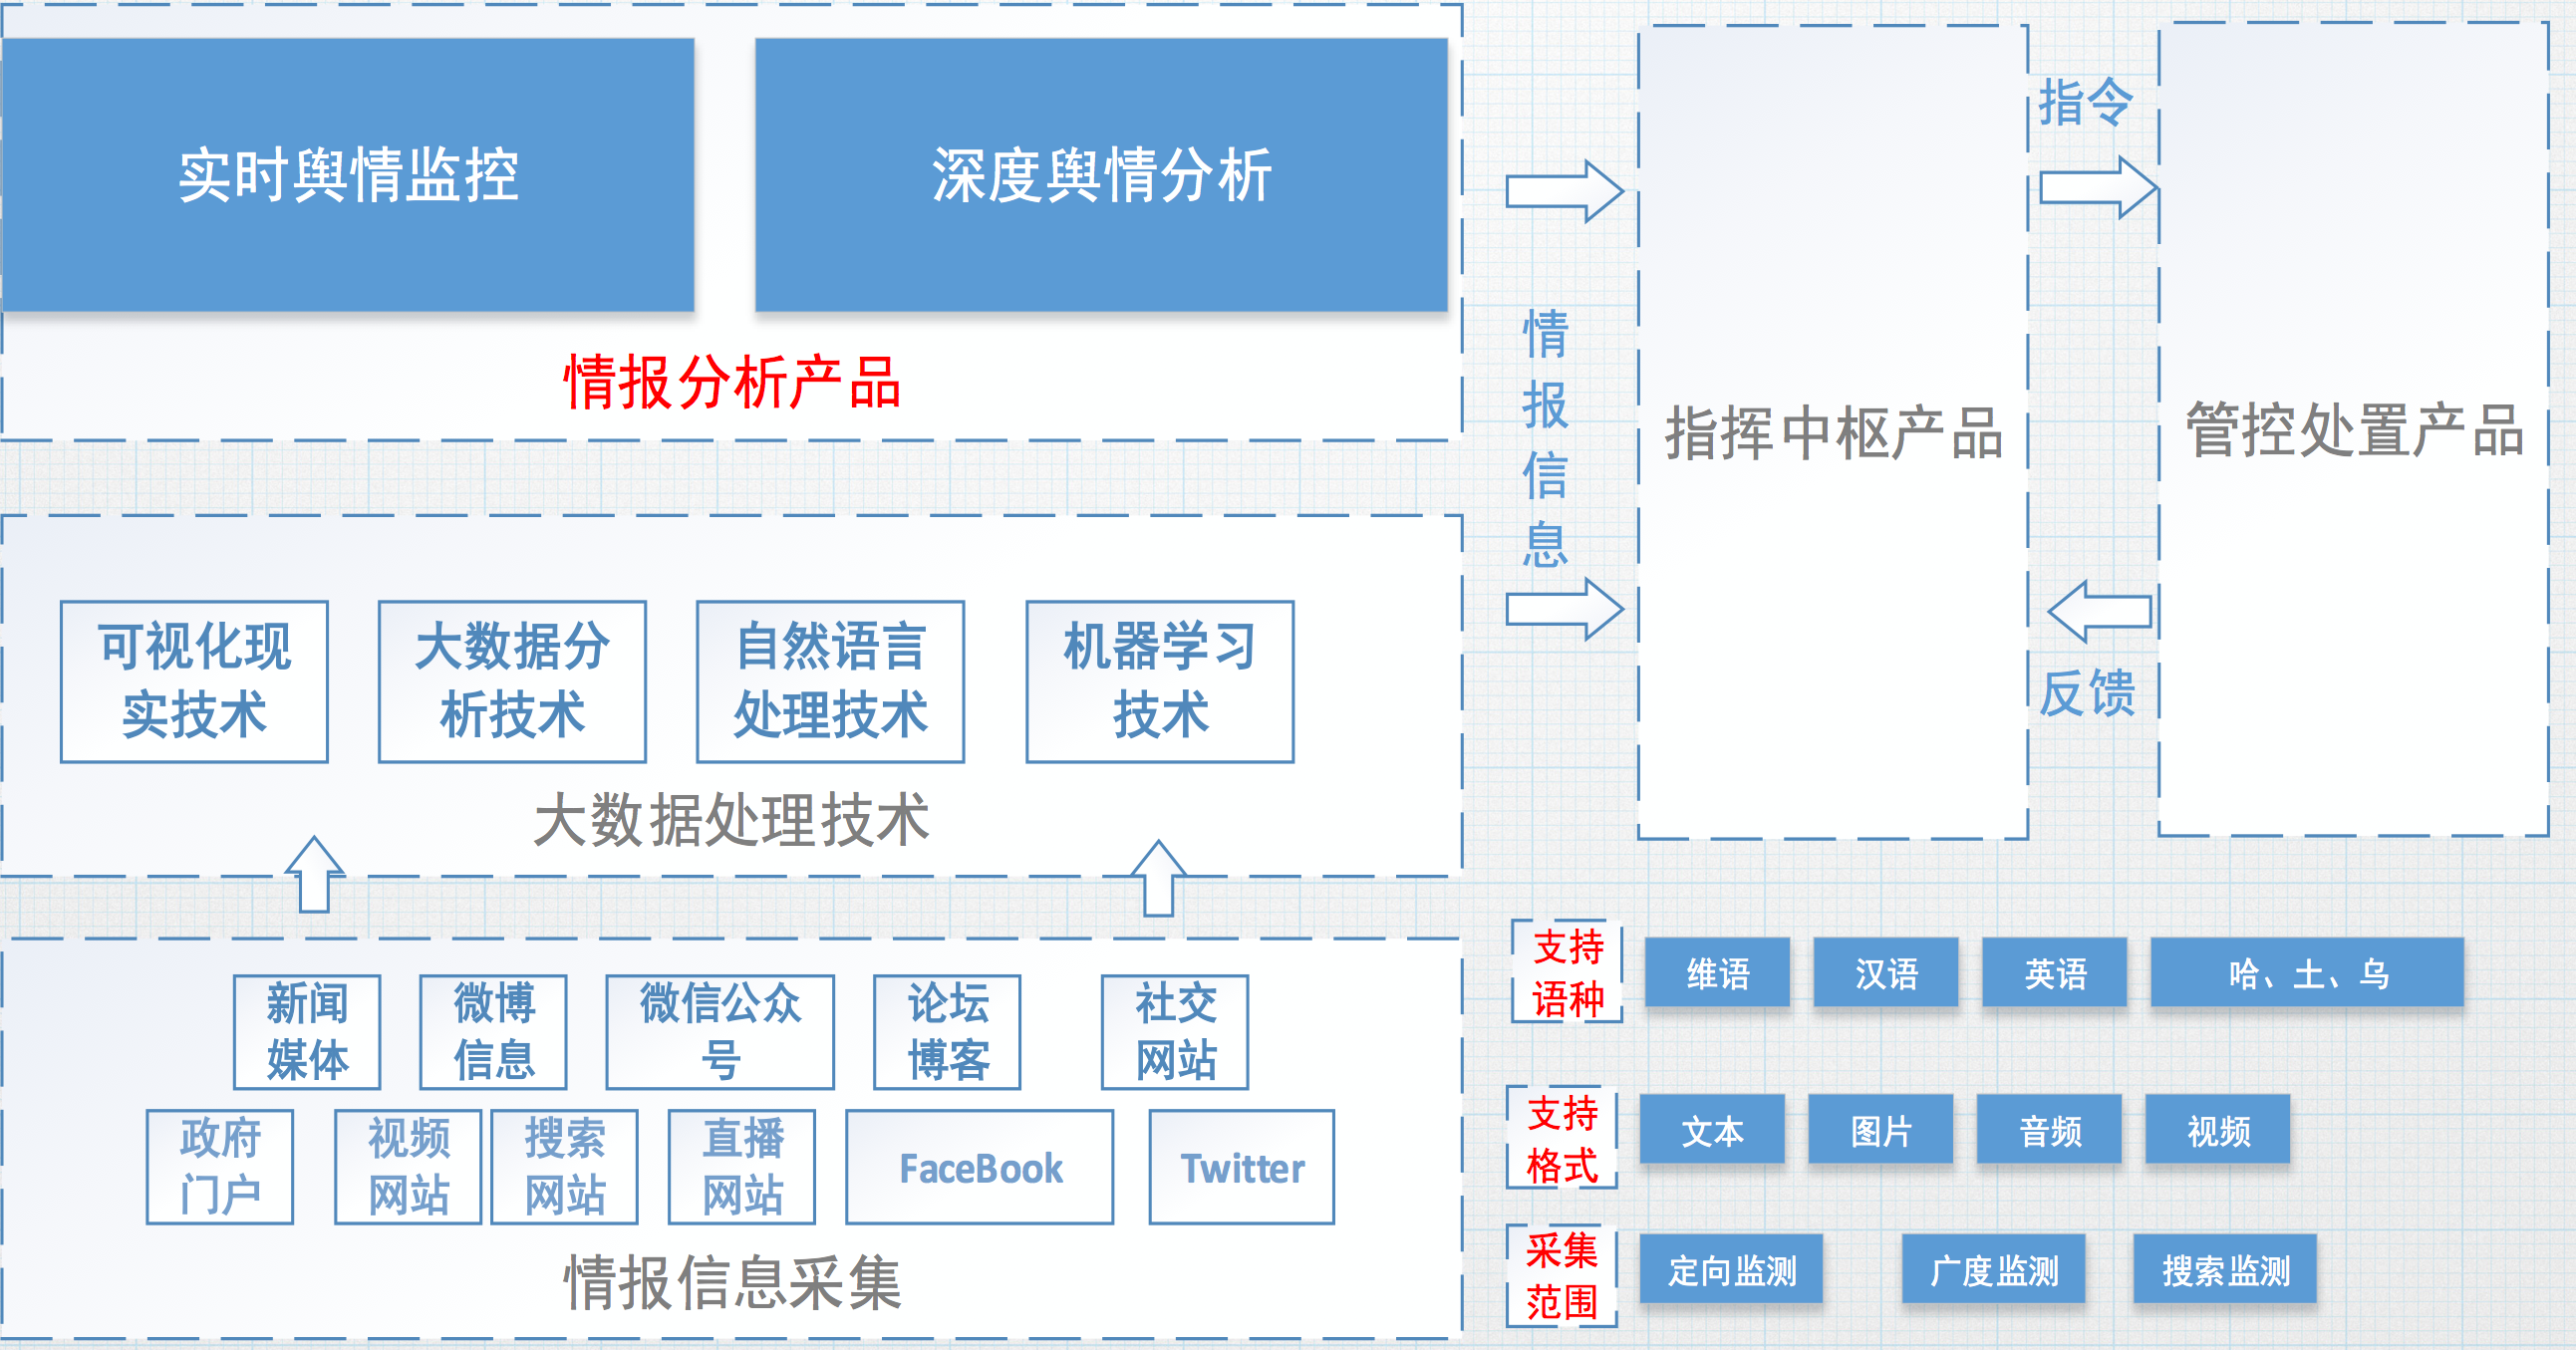 实时舆情监控
深度舆情分析
情报分析产品
可视化现
实技术
大数据分
析技术
自然语言
处理技术
机器学习
技术
大数据处理技术
新闻
媒体
微博
信息
微信公众
号
论坛
博客
社交
网站
政府
门户
视频
网站
搜索
网站
直播
网站
FaceBook
Twitter
情报信息采集
情
报
信
息
指挥中枢产品
指令
反馈
管控处置产品
支持
语种
维语
汉语
英语
哈、土、乌
支持
格式
文本
图片
音频
视频
采集
范围
定向监测
广度监测
搜索监测